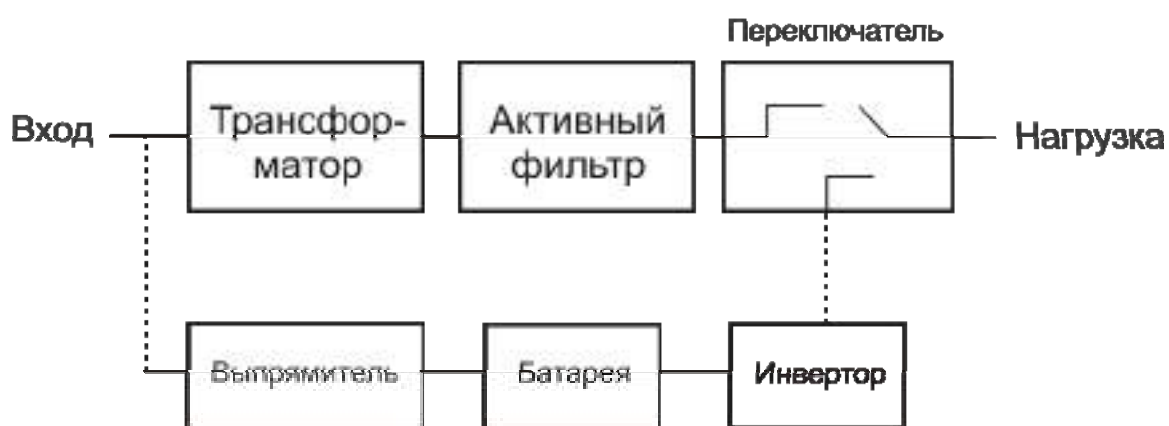 Переключатель
Вход
Трансфор-
матор
Активный
фильтр
Нагрузка
Выпрямитель
Батарея
Инвертор